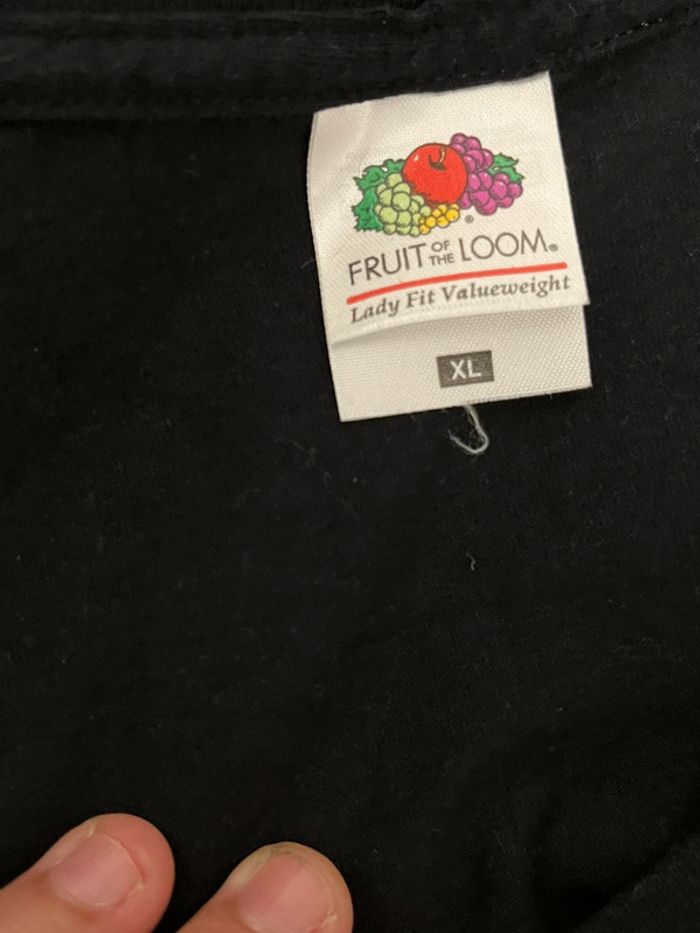 FRUIT OF THE LOOM®
Lady Fit Valueweight
XL